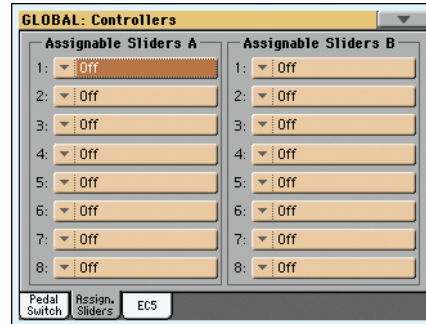 GLOBAL: Controllers
Assignable Sliders A
1: Off
2: Off
3: Off
4: Off
5: Off
6: Off
7: Off
8: Off
Assignable Sliders B
1: Off
2: Off
3: Off
4: Off
5: Off
6: Off
7: Off
8: Off
Pedal
Switch
Assign.
Sliders
EC5